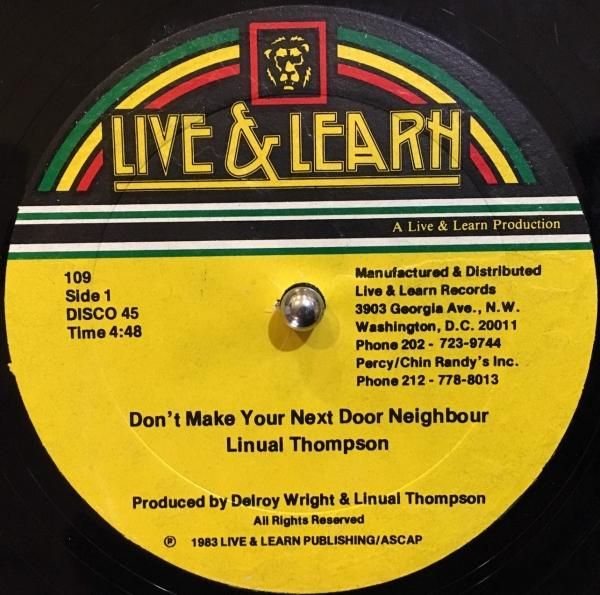 LIVE & LEARN
A Live & Learn Production
109
Side 1
DISCO 45
Time 4:48
Manufactured & Distributed
Live & Learn Records
3903 Georgia Ave., N.W.
Washington, D.C. 20011
Phone 202 - 723-9744
Percy/Chin Randy's Inc.
Phone 212 - 778-8013
Don't Make Your Next Door Neighbour
Linual Thompson
Produced by Delroy Wright & Linual Thompson
All Rights Reserved
℗ 1983 LIVE & LEARN PUBLISHING/ASCAP